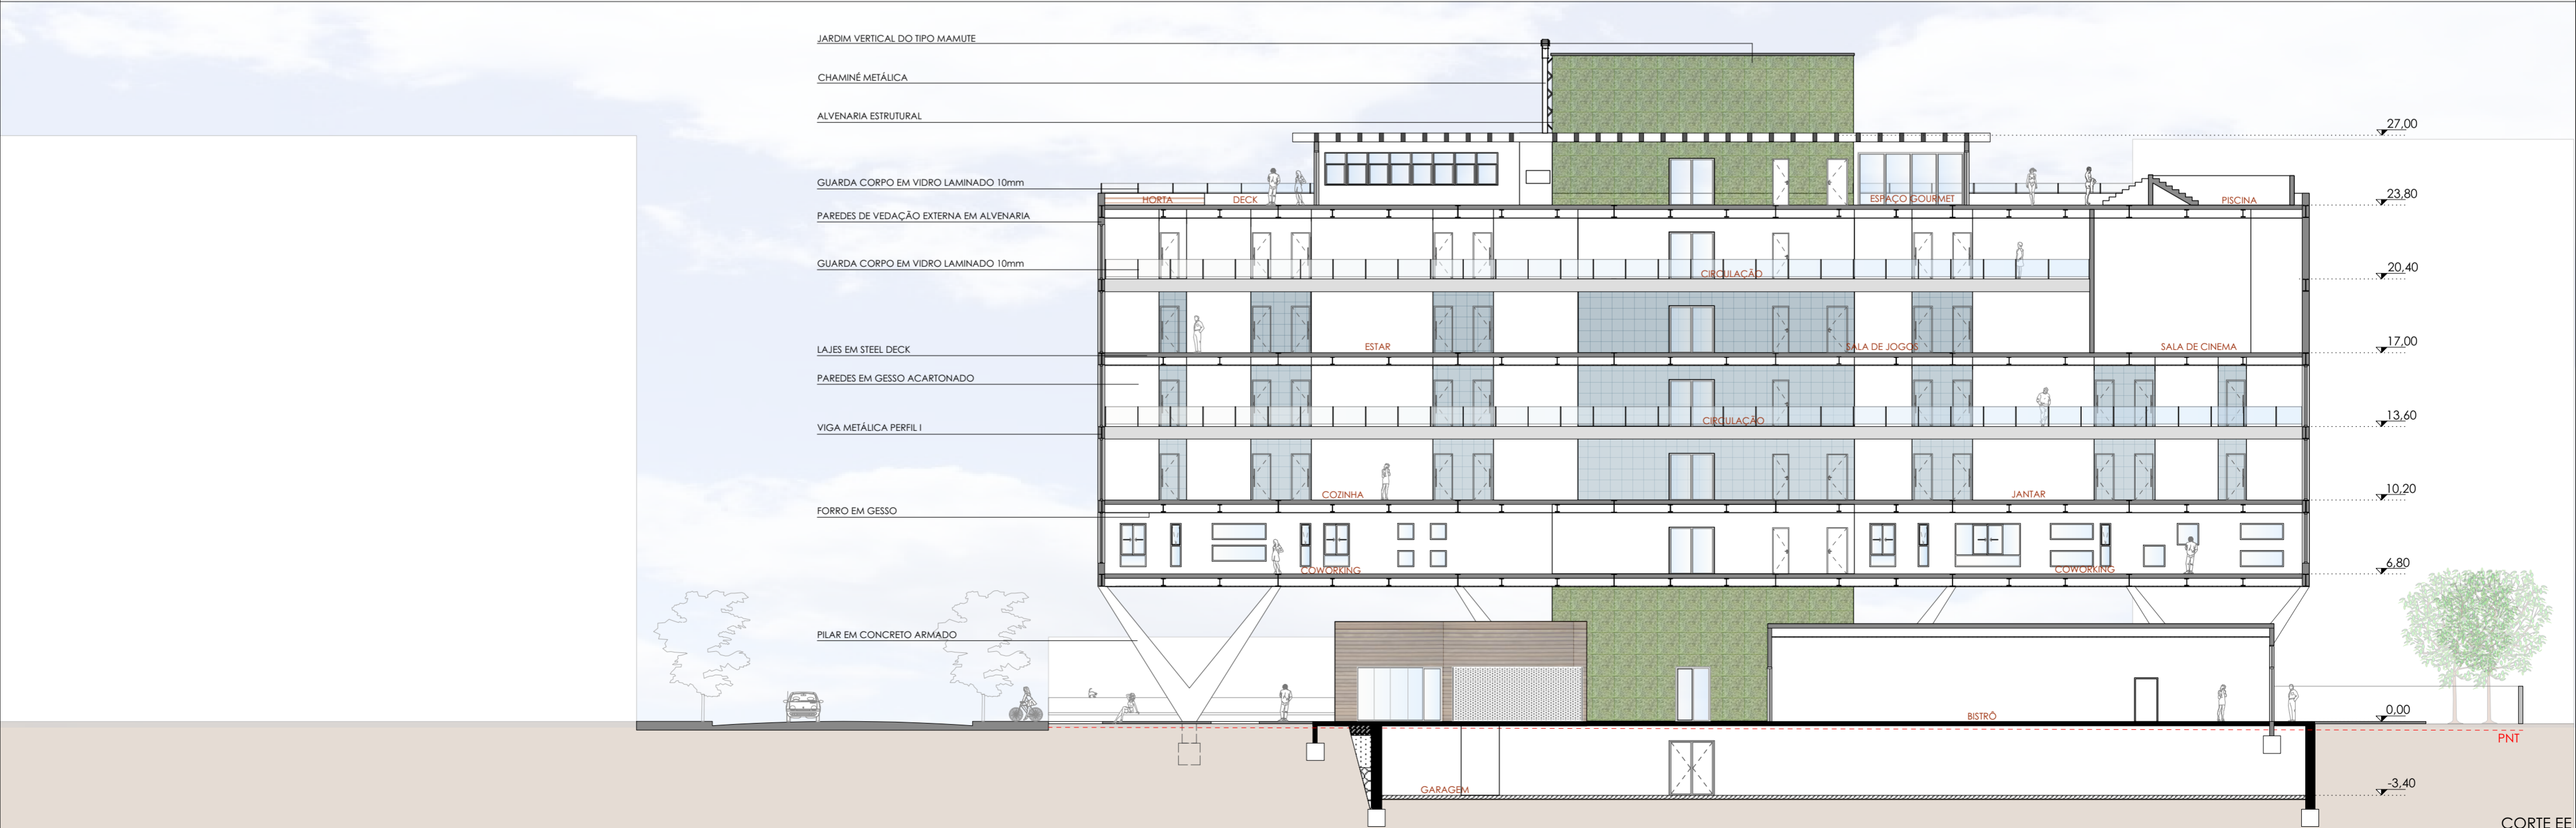 JARDIM VERTICAL DO TIPO MAMUTE
CHAMINÉ METÁLICA
ALVENARIA ESTRUTURAL
27,00
GUARDA CORPO EM VIDRO LAMINADO 10mm
23,80
HORTA
DECK
ESPAÇO GOURMET
PISCINA
PAREDES DE VEDAÇÃO EXTERNA EM ALVENARIA
GUARDA CORPO EM VIDRO LAMINADO 10mm
CIRCULAÇÃO
20,40
LAJES EM STEEL DECK
ESTAR
SALA DE JOGOS
SALA DE CINEMA
17,00
PAREDES EM GESSO ACARTONADO
VIGA METÁLICA PERFIL I
CIRCULAÇÃO
13,60
COZINHA
JANTAR
10,20
FORRO EM GESSO
COWORKING
COWORKING
6,80
PILAR EM CONCRETO ARMADO
BISTRÔ
0,00
PNT
GARAGEM
-3,40
CORTE EE